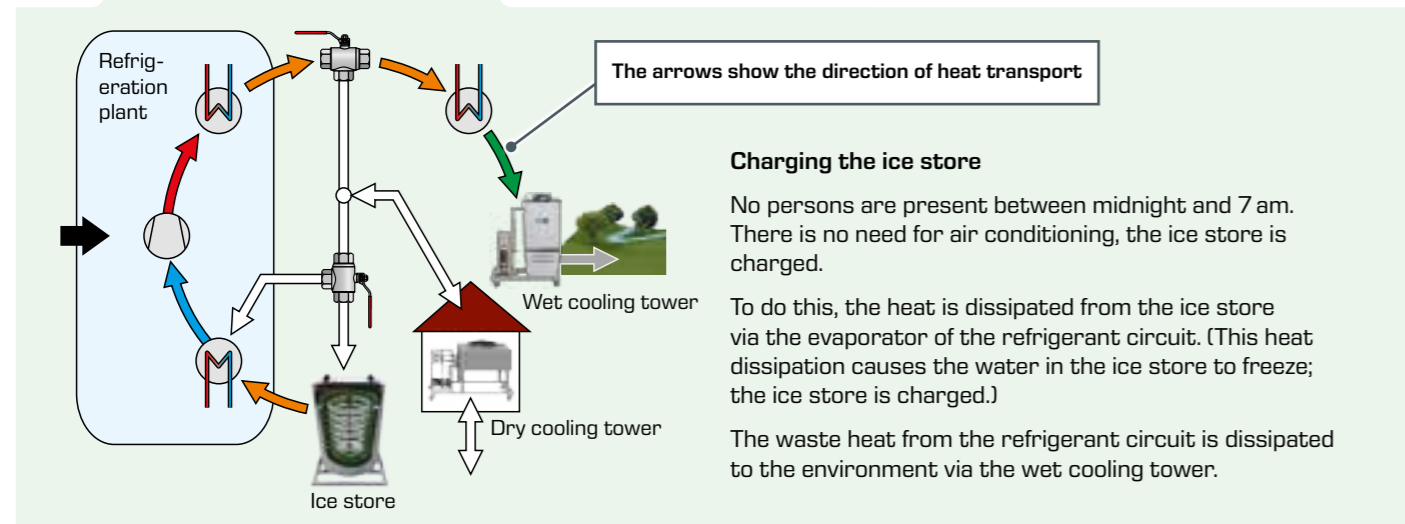 Refrig-
eration
plant
The arrows show the direction of heat transport
Charging the ice store
No persons are present between midnight and 7 am.
There is no need for air conditioning, the ice store is
charged.
To do this, the heat is dissipated from the ice store
via the evaporator of the refrigerant circuit. (This heat
dissipation causes the water in the ice store to freeze;
the ice store is charged.)
The waste heat from the refrigerant circuit is dissipated
to the environment via the wet cooling tower.
Wet cooling tower
Dry cooling tower
Ice store